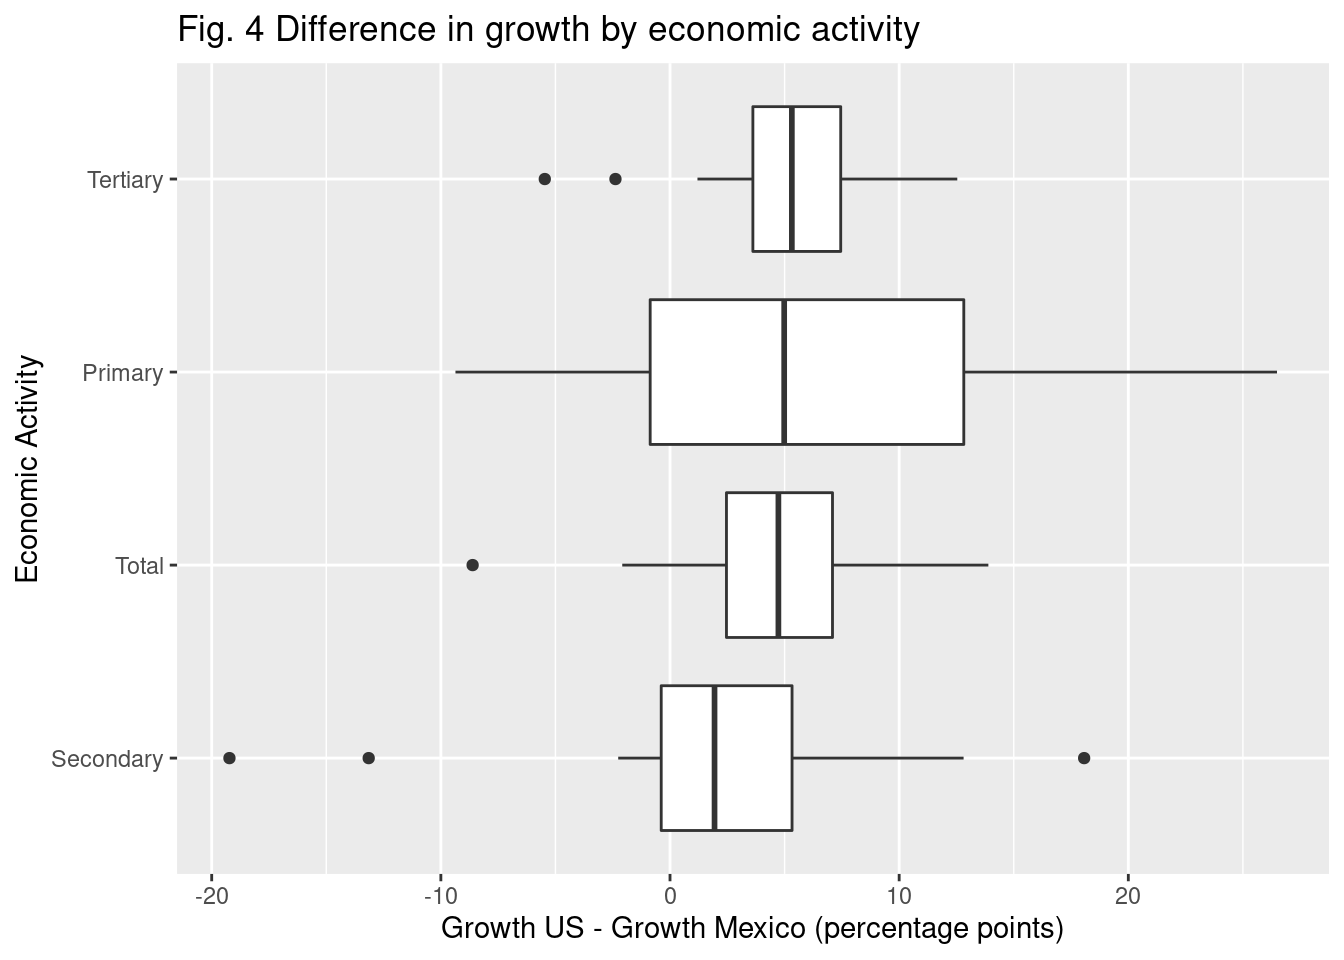 Fig. 4 Difference in growth by economic activity
Economic Activity
Tertiary
Primary
Total
Secondary
-20 -10 0 10 20
Growth US - Growth Mexico (percentage points)